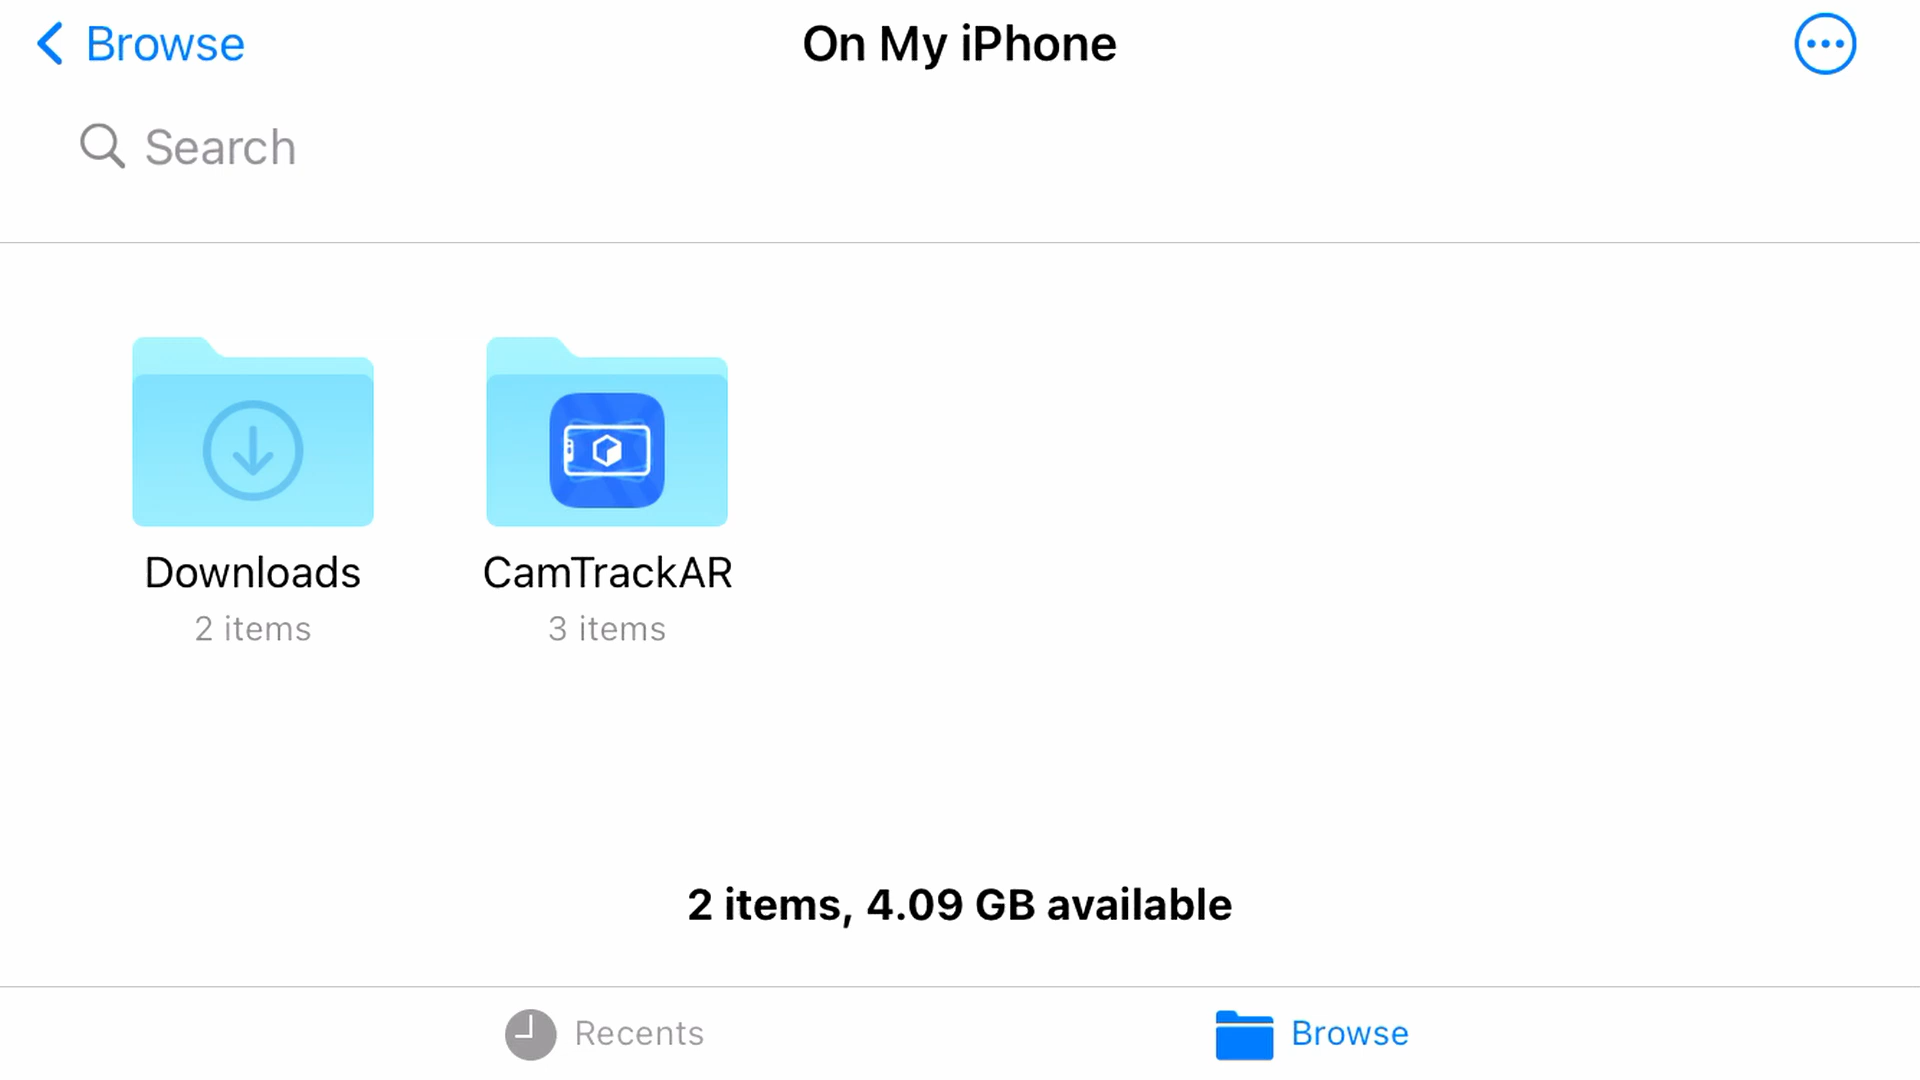 Browse
On My iPhone
Search
Downloads
2 items
CamTrackAR
3 items
2 items, 4.09 GB available
Recents
Browse